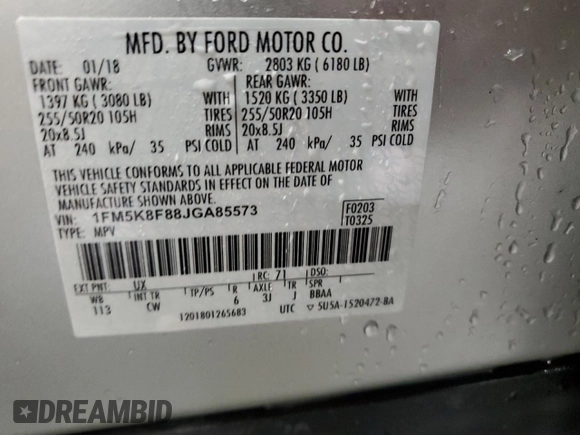 MFD. BY FORD MOTOR CO.
DATE: 01/18 GVWR: 2803 KG ( 6180 LB)
FRONT GAWR: REAR GAWR:
1397 KG ( 3080 LB) WITH 1520 KG ( 3350 LB) WITH
255/50R20 105H TIRES 255/50R20 105H TIRES
20x8.5J RIMS 20x8.5J RIMS
AT 240 kPa/ 35 PSI COLD AT 240 kPa/ 35 PSI COLD
THIS VEHICLE CONFORMS TO ALL APPLICABLE FEDERAL MOTOR
VEHICLE SAFETY STANDARDS IN EFFECT ON THE DATE OF
MANUFACTURE SHOWN ABOVE.
VIN: 1FM5K8F88JGA85573 F0203
TYPE: MPV T0325
EXT PNT: UX RC: 71 DSO:
WB INT TR TP/PS R AXLE TR SPR
113 CW 6 3J J BBAA
1201801265683 UTC ▽ 5U5A-1520472-BA
DREAMBID